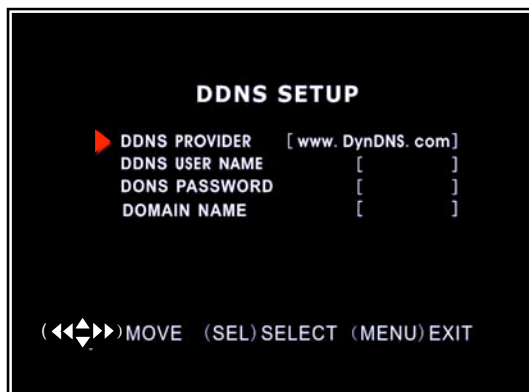 DDNS SETUP
DDNS PROVIDER [www. DynDNS. com]
DDNS USER NAME [ ]
DONS PASSWORD [ ]
DOMAIN NAME [ ]
(◀◀▲▼▶▶) MOVE (SEL) SELECT (MENU) EXIT